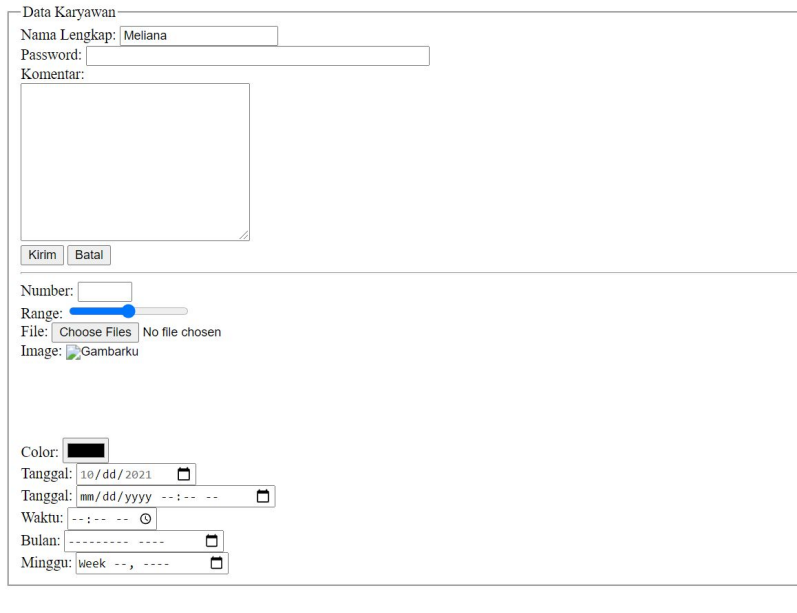 Data Karyawan
Nama Lengkap: Meliana
Password:
Komentar:
Kirim Batal
Number:
Range:
File: Choose Files No file chosen
Image: Gambarku
Color:
Tanggal: 10/dd/2021
Tanggal: mm/dd/yyyy --:-- --
Waktu: --:-- --
Bulan: --------- ----
Minggu: Week --, ----